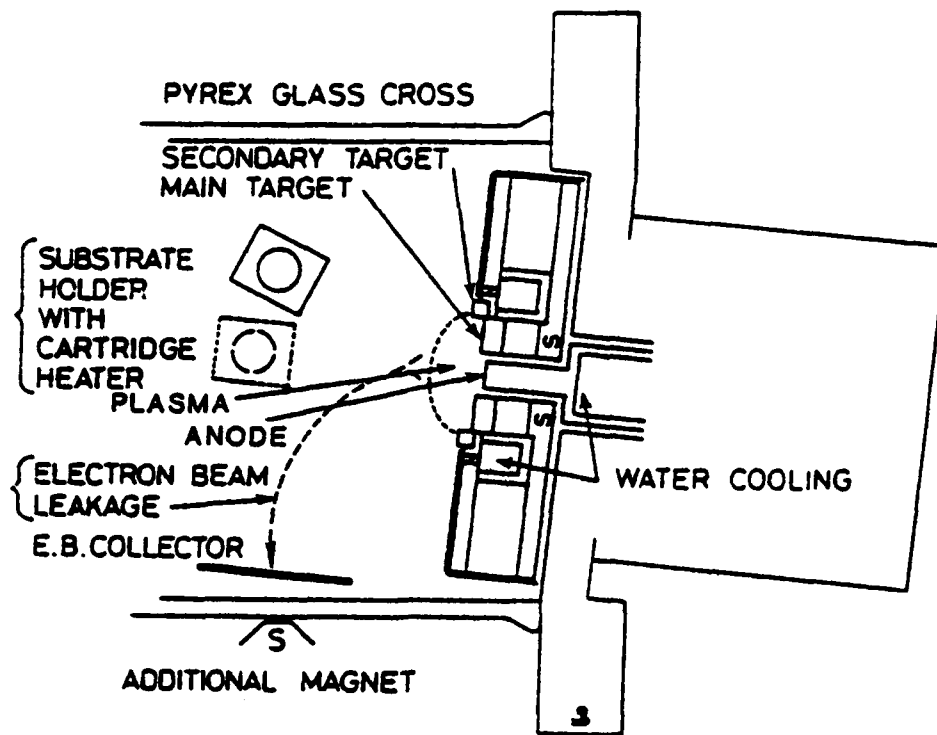 PYREX GLASS CROSS
SECONDARY TARGET
MAIN TARGET
SUBSTRATE
HOLDER
WITH
CARTRIDGE
HEATER
PLASMA
ANODE
S
S
WATER COOLING
ELECTRON BEAM
LEAKAGE
E.B.COLLECTOR
S
ADDITIONAL MAGNET